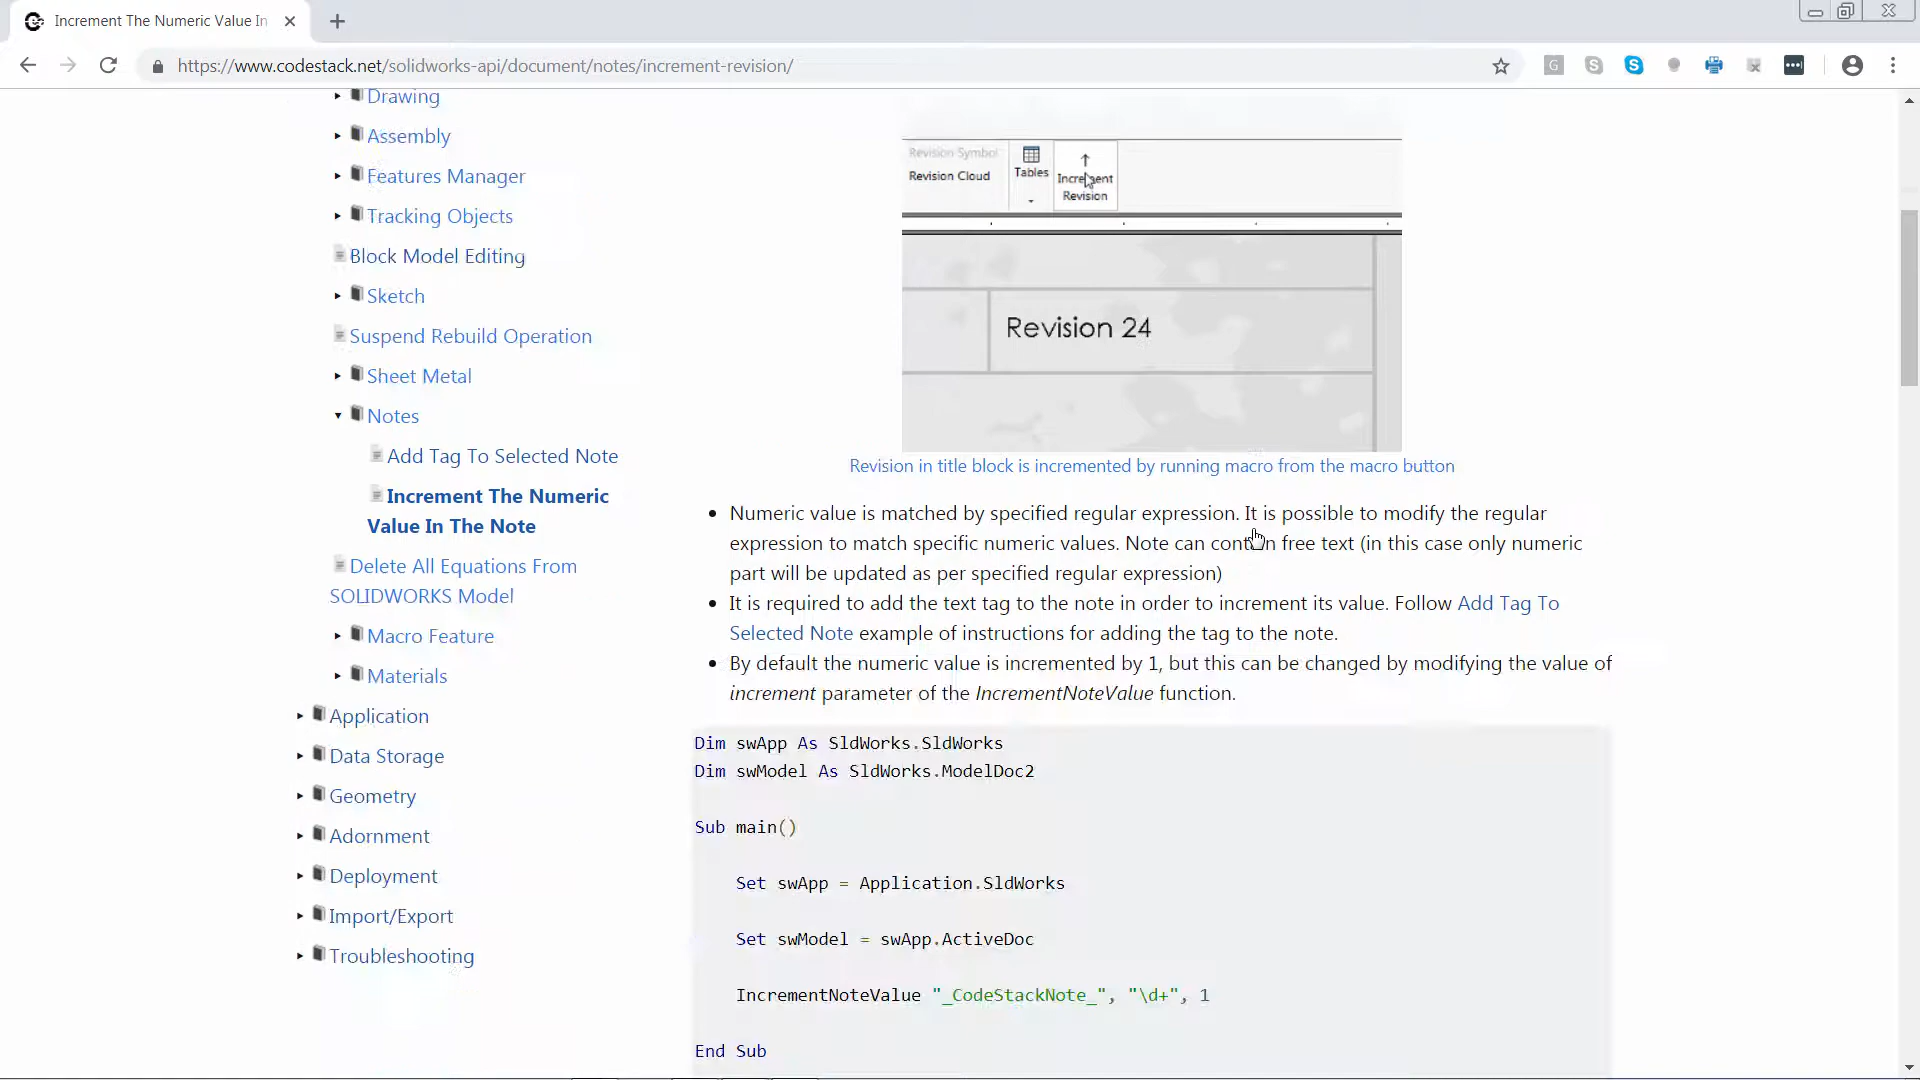 Increment The Numeric Value In
https://www.codestack.net/solidworks-api/document/notes/increment-revision/
Drawing
Assembly
Features Manager
Tracking Objects
Block Model Editing
Sketch
Suspend Rebuild Operation
Sheet Metal
Notes
Add Tag To Selected Note
Increment The Numeric
Value In The Note
Delete All Equations From
SOLIDWORKS Model
Macro Feature
Materials
Application
Data Storage
Geometry
Adornment
Deployment
Import/Export
Troubleshooting
Revision Symbol
Revision Cloud
Tables
Increment
Revision
Revision 24
Revision in title block is incremented by running macro from the macro button
• Numeric value is matched by specified regular expression. It is possible to modify the regular
expression to match specific numeric values. Note can contain free text (in this case only numeric
part will be updated as per specified regular expression)
• It is required to add the text tag to the note in order to increment its value. Follow Add Tag To
Selected Note example of instructions for adding the tag to the note.
• By default the numeric value is incremented by 1, but this can be changed by modifying the value of
increment parameter of the IncrementNoteValue function.
Dim swApp As SldWorks.SldWorks
Dim swModel As SldWorks.ModelDoc2
Sub main()
Set swApp = Application.SldWorks
Set swModel = swApp.ActiveDoc
IncrementNoteValue "_CodeStackNote_", "\d+", 1
End Sub